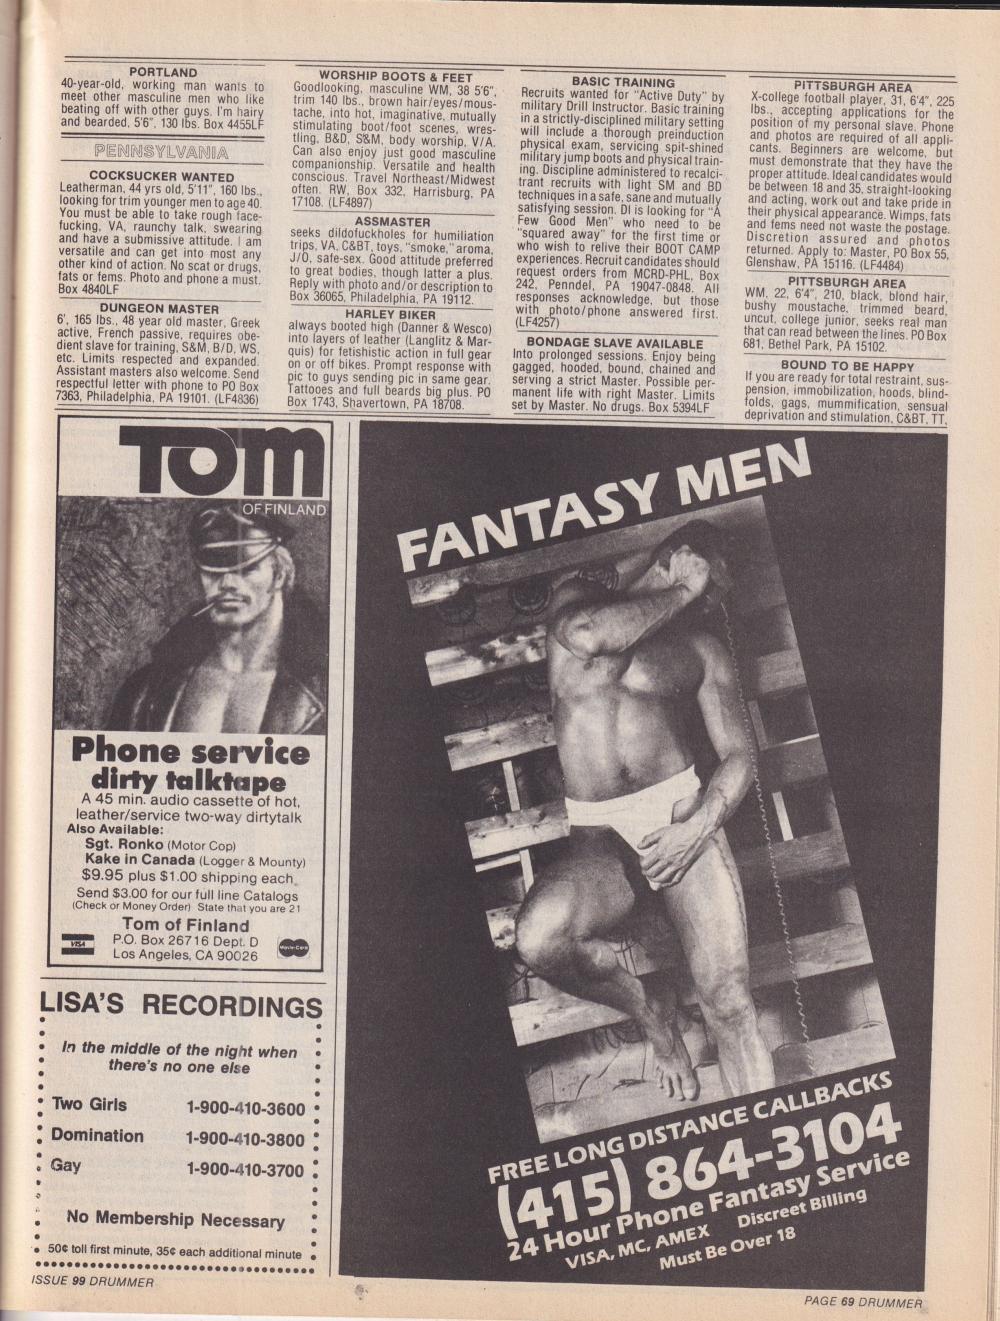 PORTLAND
40-year-old, working man wants to
meet other masculine men who like
beating off with other guys. I'm hairy
and bearded, 5'6", 130 lbs. Box 4455LF
PENNSYLVANIA
COCKSUCKER WANTED
Leatherman, 44 yrs old, 5'11", 160 lbs.,
looking for trim younger men to age 40.
You must be able to take rough face-
fucking, VA, raunchy talk, swearing
and have a submissive attitude. I am
versatile and can get into most any
other kind of action. No scat or drugs,
fats or fems. Photo and phone a must.
Box 4840LF
DUNGEON MASTER
6', 165 lbs., 48 year old master, Greek
active, French passive, requires obe-
dient slave for training, S&M, B/D, WS,
etc. Limits respected and expanded.
Assistant masters also welcome. Send
respectful letter with phone to PO Box
7363, Philadelphia, PA 19101. (LF4836)
WORSHIP BOOTS & FEET
Goodlooking, masculine WM, 38 5'6",
trim 140 lbs., brown hair/eyes/mous-
tache, into hot, imaginative, mutually
stimulating boot/foot scenes, wres-
tling, B&D, S&M, body worship, V/A.
Can also enjoy just good masculine
companionship. Versatile and health
conscious. Travel Northeast/Midwest
often. RW, Box 332, Harrisburg, PA
17108. (LF4897)
ASSMASTER
seeks dildofuckholes for humiliation
trips, VA, C&BT, toys, "smoke," aroma,
J/O, safe-sex. Good attitude preferred
to great bodies, though latter a plus.
Reply with photo and/or description to
Box 36065, Philadelphia, PA 19112.
HARLEY BIKER
always booted high (Danner & Wesco)
into layers of leather (Langlitz & Mar-
quis) for fetishistic action in full gear
on or off bikes. Prompt response with
pic to guys sending pic in same gear.
Tattooes and full beards big plus. PO
Box 1743, Shavertown, PA 18708.
BASIC TRAINING
Recruits wanted for "Active Duty" by
military Drill Instructor. Basic training
in a strictly-disciplined military setting
will include a thorough preinduction
physical exam, servicing spit-shined
military jump boots and physical train-
ing. Discipline administered to recalci-
trant recruits with light SM and BD
techniques in a safe, sane and mutually
satisfying session. DI is looking for "A
Few Good Men" who need to be
"squared away" for the first time or
who wish to relive their BOOT CAMP
experiences. Recruit candidates should
request orders from MCRD-PHL, Box
242, Penndel, PA 19047-0848. All
responses acknowledge, but those
with photo/phone answered first.
(LF4257)
BONDAGE SLAVE AVAILABLE
Into prolonged sessions. Enjoy being
gagged, hooded, bound, chained and
serving a strict Master. Possible per-
manent life with right Master. Limits
set by Master. No drugs. Box 5394LF
PITTSBURGH AREA
X-college football player, 31, 6'4", 225
lbs., accepting applications for the
position of my personal slave. Phone
and photos are required of all appli-
cants. Beginners are welcome, but
must demonstrate that they have the
proper attitude. Ideal candidates would
be between 18 and 35, straight-looking
and acting, work out and take pride in
their physical appearance. Wimps, fats
and fems need not waste the postage.
Discretion assured and photos
returned. Apply to: Master, PO Box 55,
Glenshaw, PA 15116. (LF4484)
PITTSBURGH AREA
WM, 22, 6'4", 210, black, blond hair,
bushy moustache, trimmed beard,
uncut, college junior, seeks real man
that can read between the lines. PO Box
681, Bethel Park, PA 15102.
BOUND TO BE HAPPY
If you are ready for total restraint, sus-
pension, immobilization, hoods, blind-
folds, gags, mummification, sensual
deprivation and stimulation, C&BT, TT,
TOM
OF FINLAND
Phone service
dirty talktape
A 45 min. audio cassette of hot,
leather/service two-way dirtytalk
Also Available:
Sgt. Ronko (Motor Cop)
Kake in Canada (Logger & Mounty)
$9.95 plus $1.00 shipping each.
Send $3.00 for our full line Catalogs
(Check or Money Order) State that you are 21
Tom of Finland
P.O. Box 26716 Dept. D
Los Angeles, CA 90026
VISA
MasterCard
LISA'S RECORDINGS
In the middle of the night when
there's no one else
Two Girls 1-900-410-3600
Domination 1-900-410-3800
Gay 1-900-410-3700
No Membership Necessary
50¢ toll first minute, 35¢ each additional minute
FANTASY MEN
FREE LONG DISTANCE CALLBACKS
(415) 864-3104
24 Hour Phone Fantasy Service
VISA, MC, AMEX Discreet Billing
Must Be Over 18
ISSUE 99 DRUMMER
PAGE 69 DRUMMER